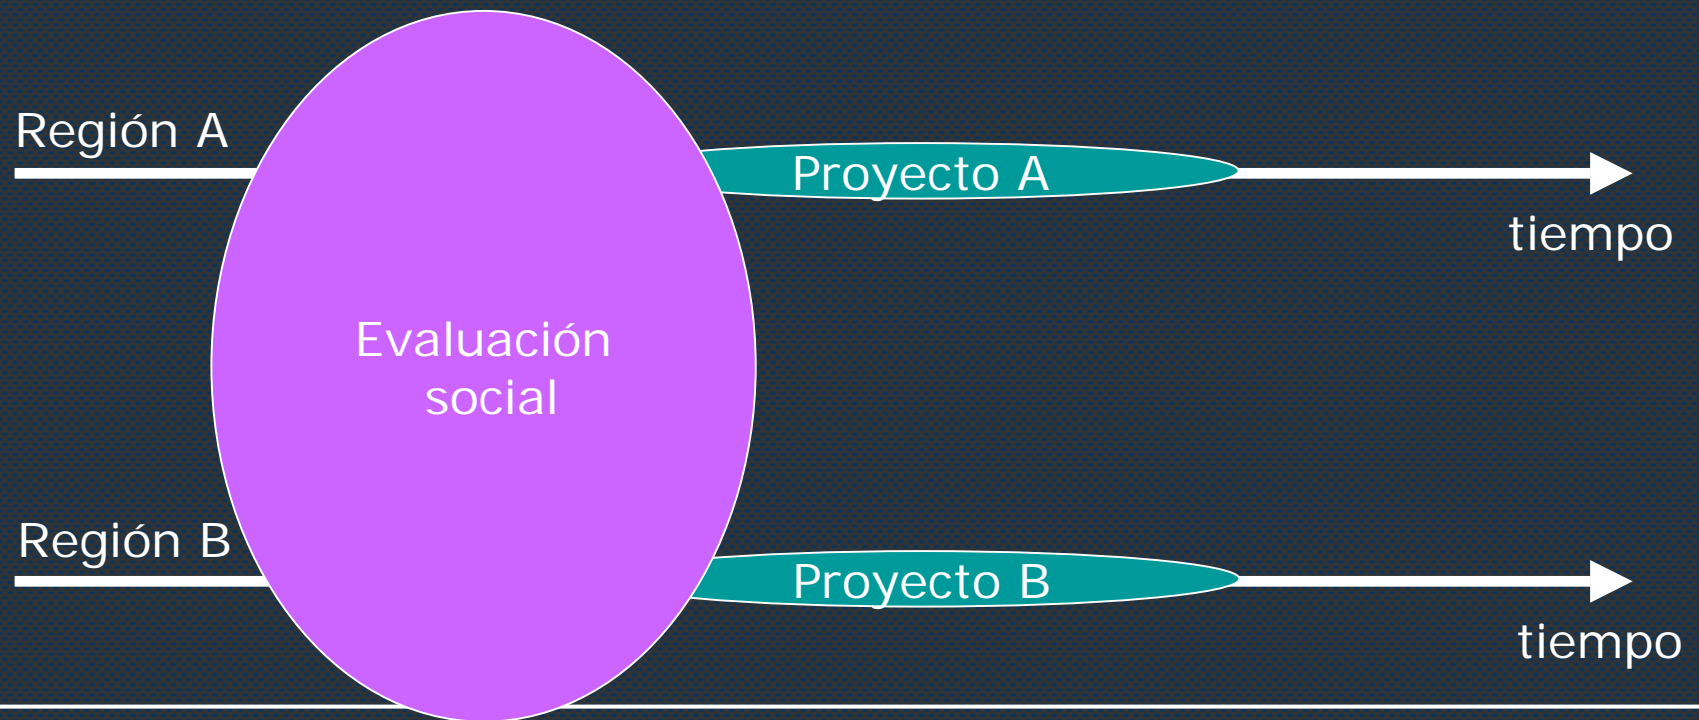 Región A
Proyecto A
tiempo
Evaluación
social
Región B
Proyecto B
tiempo